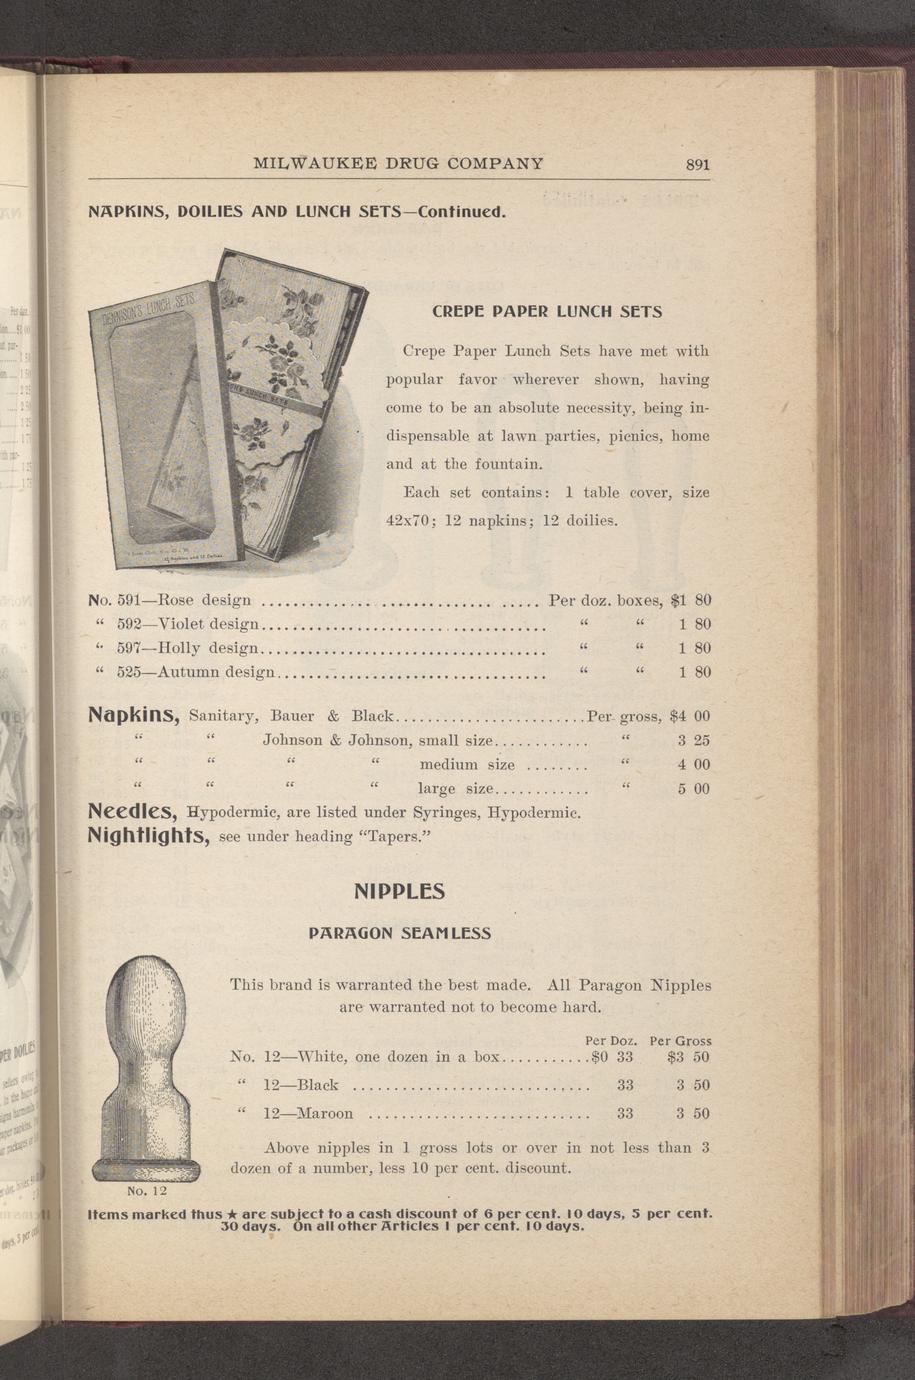 MILWAUKEE DRUG COMPANY 891
NAPKINS, DOILIES AND LUNCH SETS—Continued.
DENNISON'S LUNCH SETS
CREPE PAPER LUNCH SETS
Crepe Paper Lunch Sets have met with
popular favor wherever shown, having
come to be an absolute necessity, being in-
dispensable at lawn parties, picnics, home
and at the fountain.
Each set contains: 1 table cover, size
42x70; 12 napkins; 12 doilies.
No. 591—Rose design .................................... Per doz. boxes, $1 80
“ 592—Violet design.................................... “ “ 1 80
“ 597—Holly design.................................... “ “ 1 80
“ 525—Autumn design.................................. “ “ 1 80
Napkins, Sanitary, Bauer & Black........................Per gross, $4 00
“ “ Johnson & Johnson, small size............ “ 3 25
“ “ “ “ medium size ........ “ 4 00
“ “ “ “ large size............ “ 5 00
Needles, Hypodermic, are listed under Syringes, Hypodermic.
Nightlights, see under heading “Tapers.”
NIPPLES
PARAGON SEAMLESS
This brand is warranted the best made. All Paragon Nipples
are warranted not to become hard.
Per Doz. Per Gross
No. 12—White, one dozen in a box...........$0 33 $3 50
“ 12—Black .............................. 33 3 50
“ 12—Maroon ............................ 33 3 50
Above nipples in 1 gross lots or over in not less than 3
dozen of a number, less 10 per cent. discount.
No. 12
Items marked thus ★ are subject to a cash discount of 6 per cent. 10 days, 5 per cent.
30 days. On all other Articles 1 per cent. 10 days.